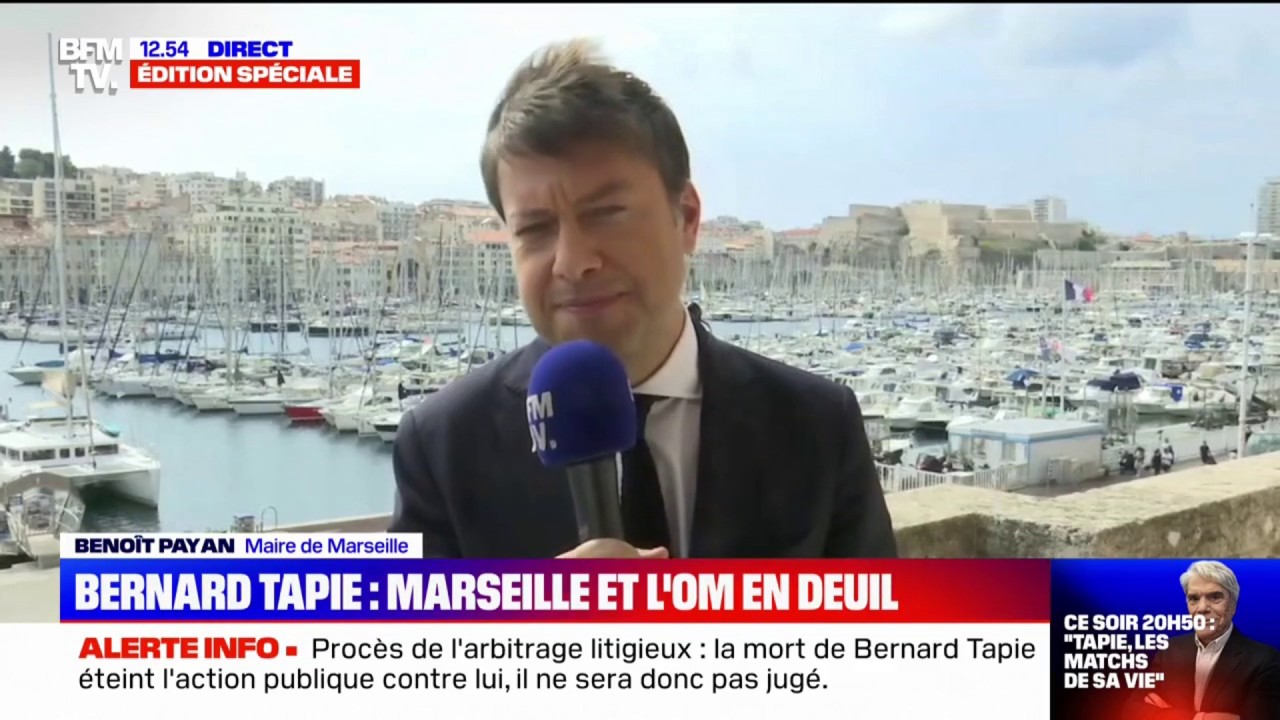 BFM 12.54 DIRECT
TV. ÉDITION SPÉCIALE
FM
TV.
BENOÎT PAYAN Maire de Marseille
BERNARD TAPIE : MARSEILLE ET L'OM EN DEUIL
ALERTE INFO Procès de l'arbitrage litigieux : la mort de Bernard Tapie
éteint l'action publique contre lui, il ne sera donc pas jugé.
CE SOIR 20H50 :
"TAPIE, LES
MATCHS
DE SA VIE"